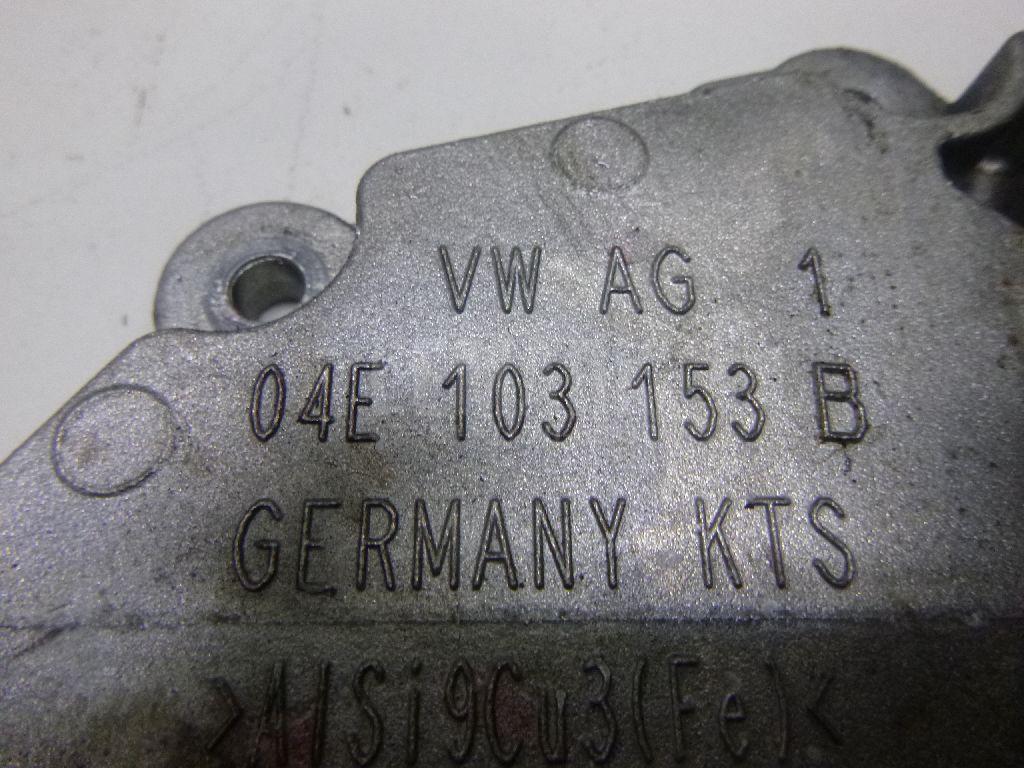 VW AG 1
04E 103 153 B
GERMANY KTS
>AlSi9Cu3(Fe)<